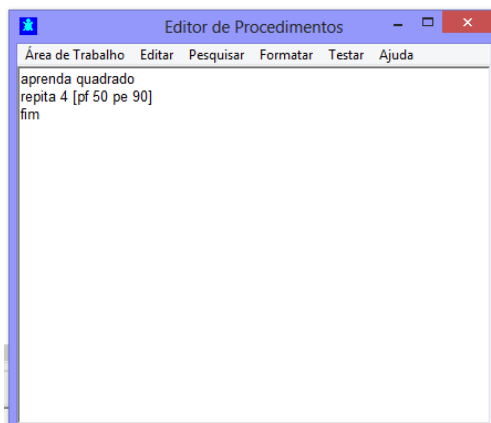 Editor de Procedimentos
Área de Trabalho Editar Pesquisar Formatar Testar Ajuda
aprenda quadrado
repita 4 [pf 50 pe 90]
fim